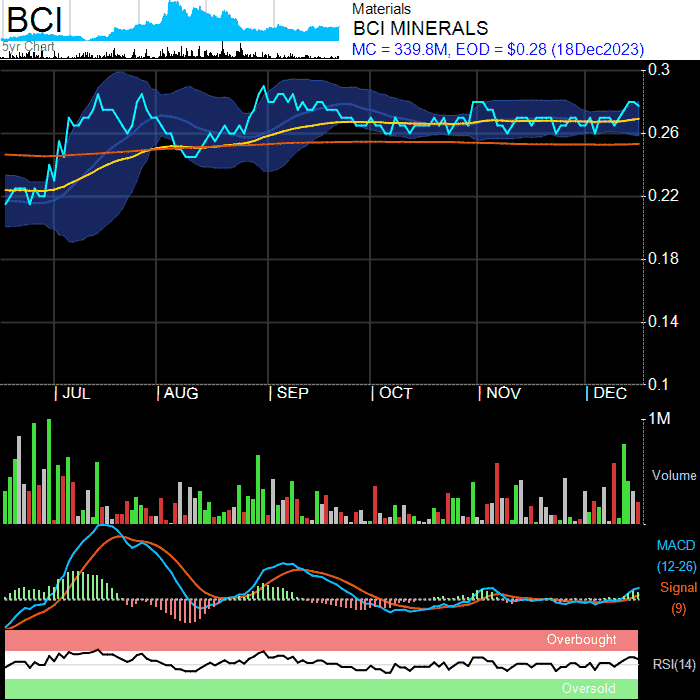 BCI
5yr Chart
Materials
BCI MINERALS
MC = 339.8M, EOD = $0.28 (18Dec2023)
0.3
0.26
0.22
0.18
0.14
0.1
JUL AUG SEP OCT NOV DEC
1M
Volume
MACD
(12-26)
Signal
(9)
Overbought
RSI(14)
Oversold